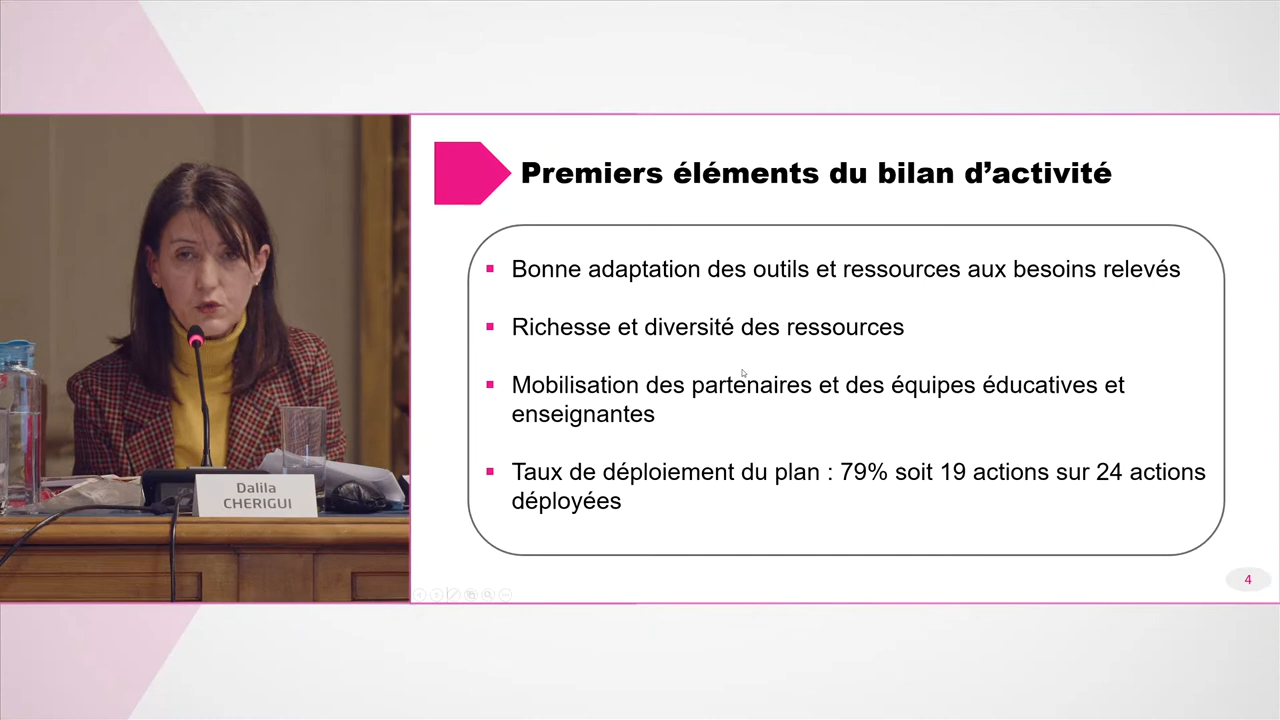 Premiers éléments du bilan d’activité
▪ Bonne adaptation des outils et ressources aux besoins relevés
▪ Richesse et diversité des ressources
▪ Mobilisation des partenaires et des équipes éducatives et
enseignantes
▪ Taux de déploiement du plan : 79% soit 19 actions sur 24 actions
déployées
4
Dalila
CHERIGUI